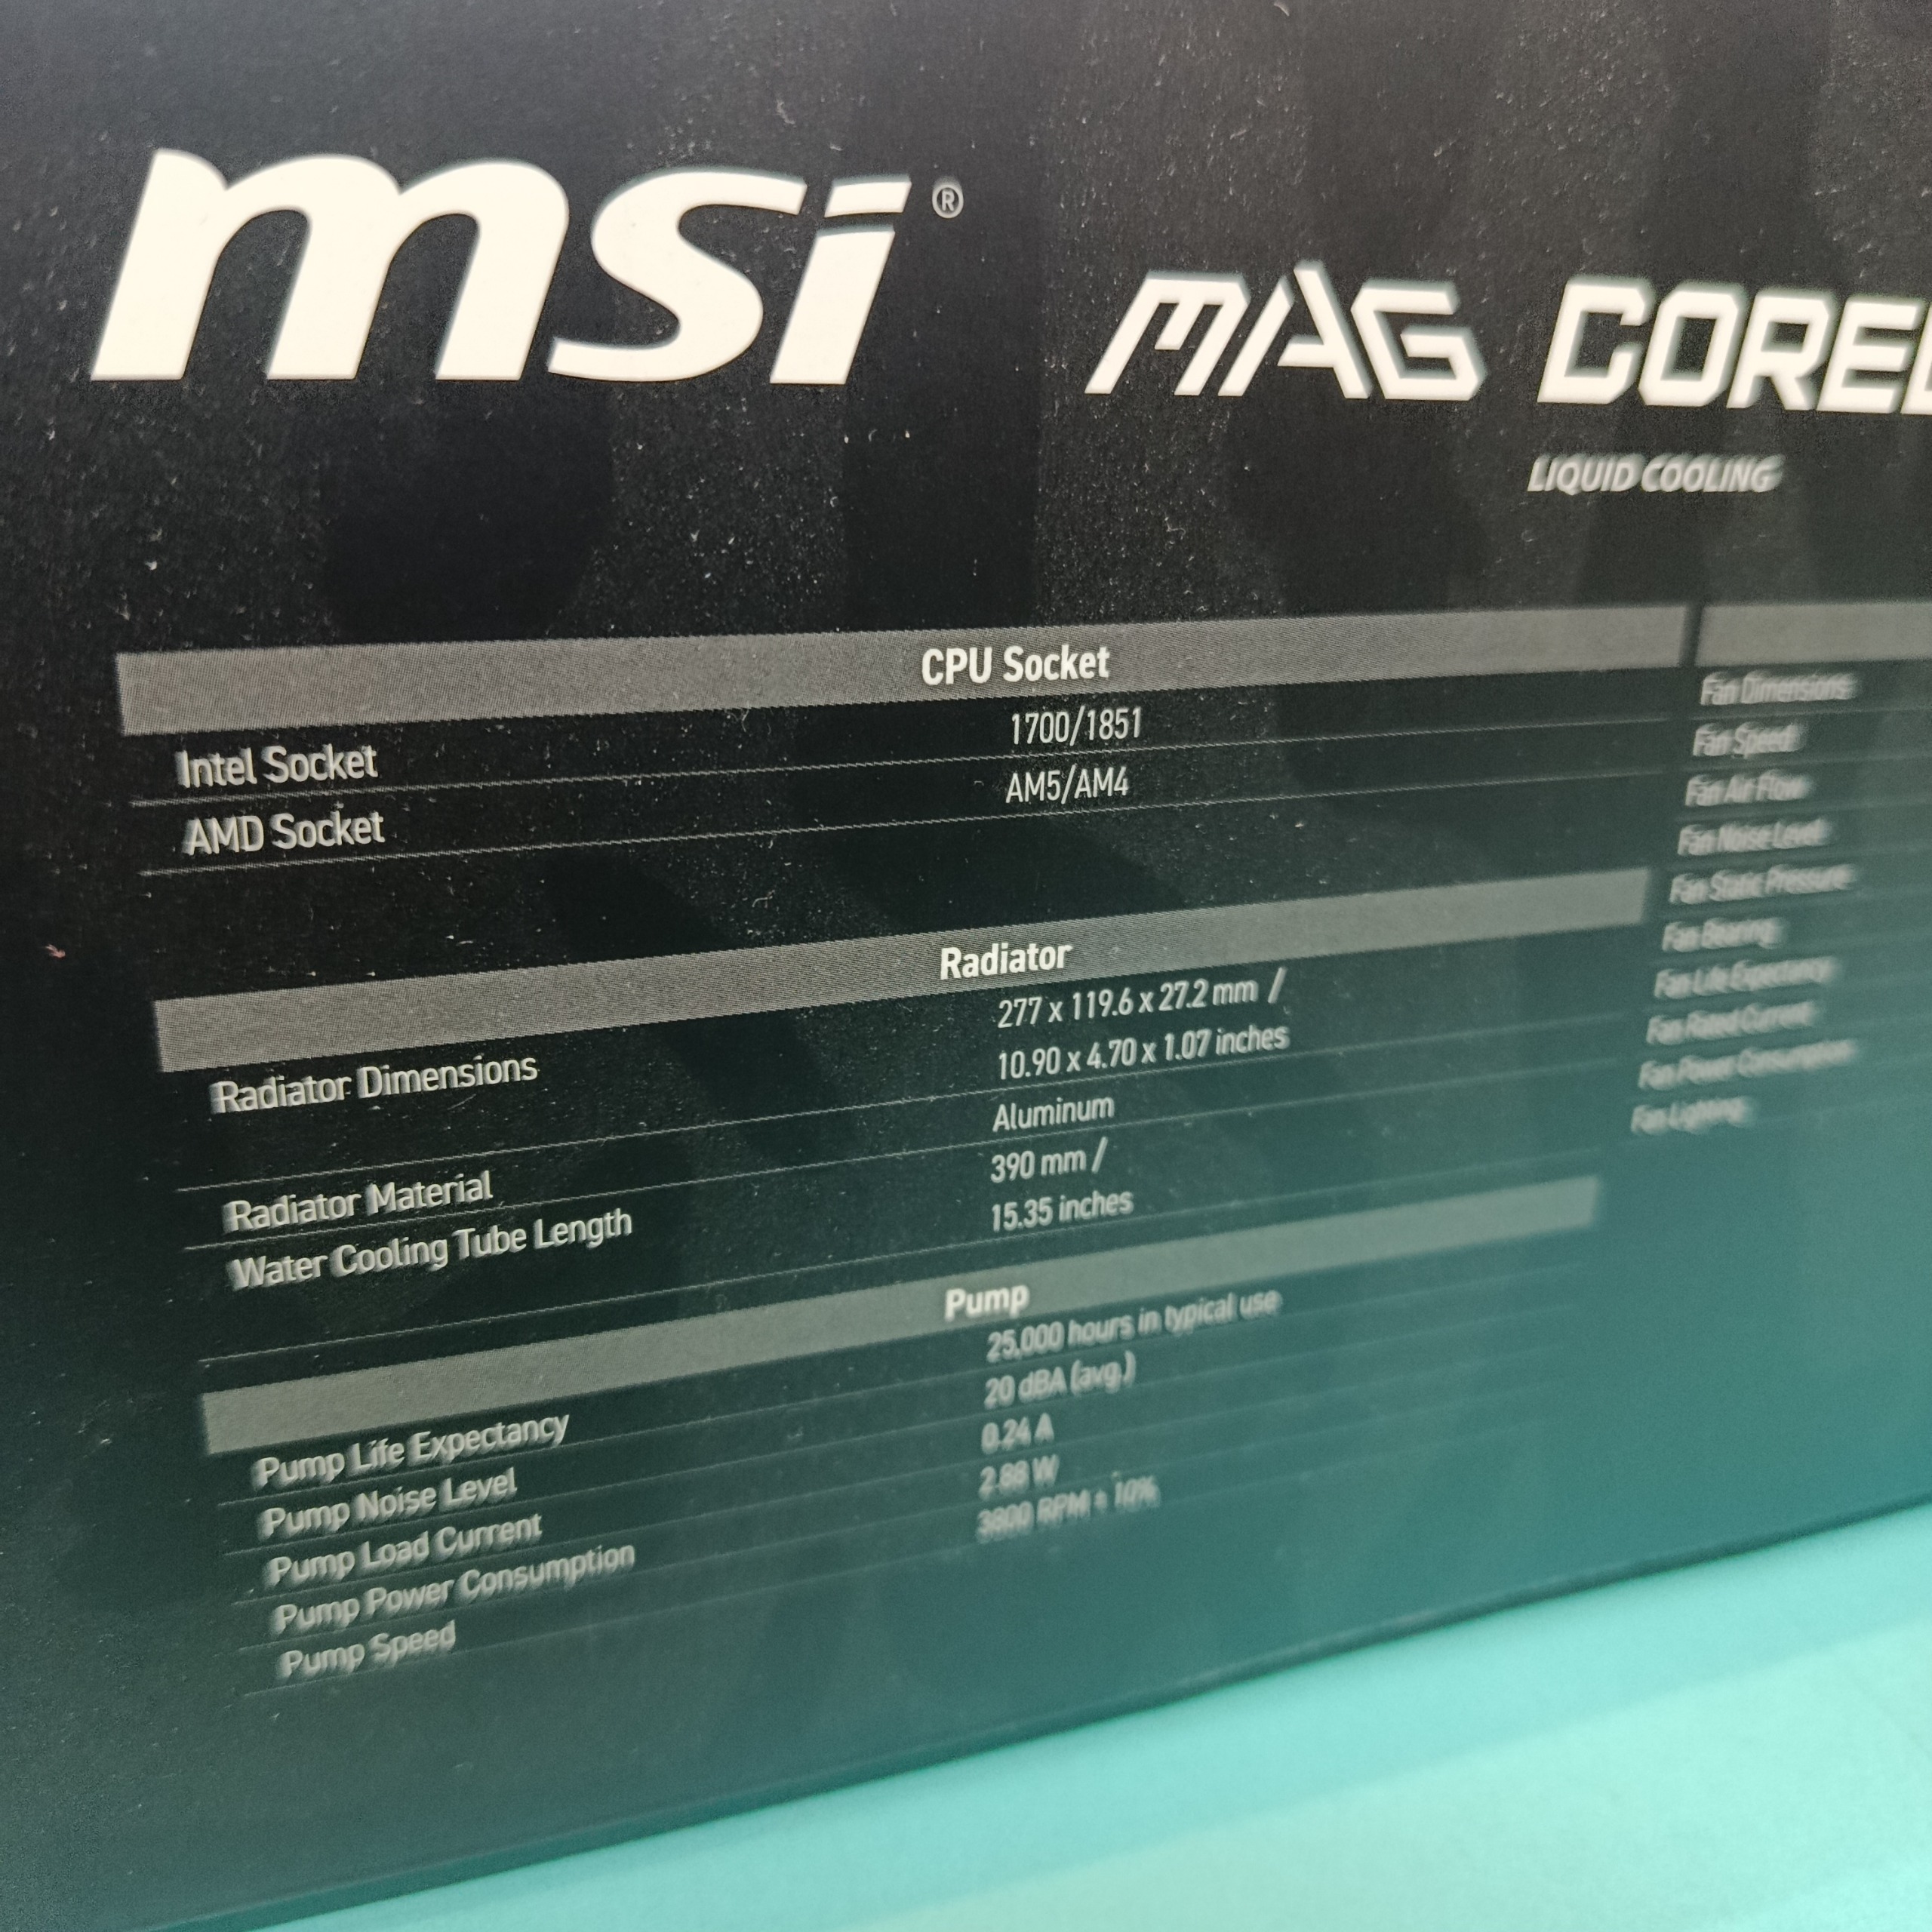 msi®
MAG CORE
LIQUID COOLING
CPU Socket
Intel Socket 1700/1851
AMD Socket AM5/AM4
Radiator
Radiator Dimensions 277 x 119.6 x 27.2 mm /
10.90 x 4.70 x 1.07 inches
Radiator Material Aluminum
Water Cooling Tube Length 390 mm /
15.35 inches
Pump
Pump Life Expectancy 25,000 hours in typical use
Pump Noise Level 20 dBA (avg.)
Pump Load Current 0.24 A
Pump Power Consumption 2.88 W
Pump Speed 3800 RPM ± 10%
Fan Dimensions
Fan Speed
Fan Air Flow
Fan Noise Level
Fan Static Pressure
Fan Bearing
Fan Life Expectancy
Fan Rated Current
Fan Power Consumption
Fan Lighting